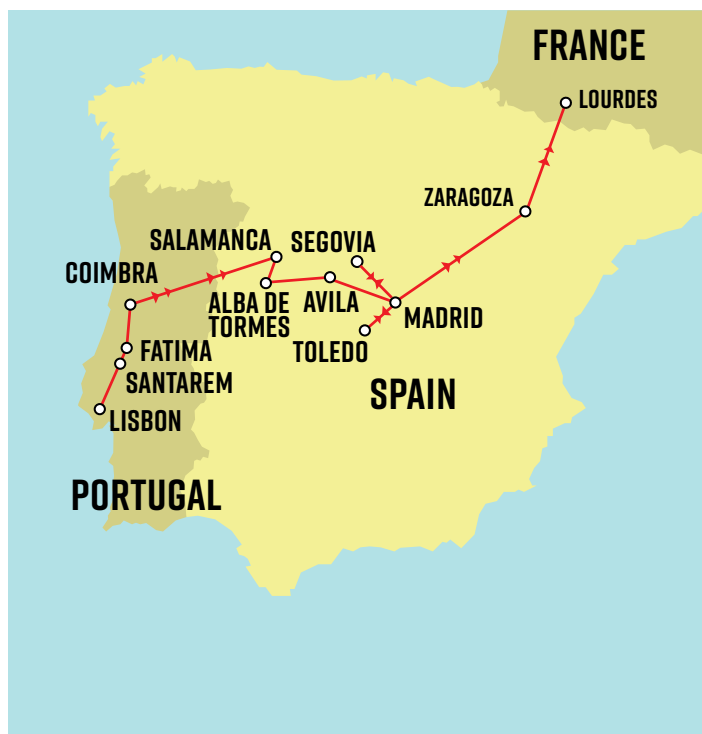 FRANCE
LOURDES
ZARAGOZA
SALAMANCA
SEGOVIA
COIMBRA
ALBA DE
TORMES
AVILA
MADRID
TOLEDO
FATIMA
SANTAREM
SPAIN
LISBON
PORTUGAL